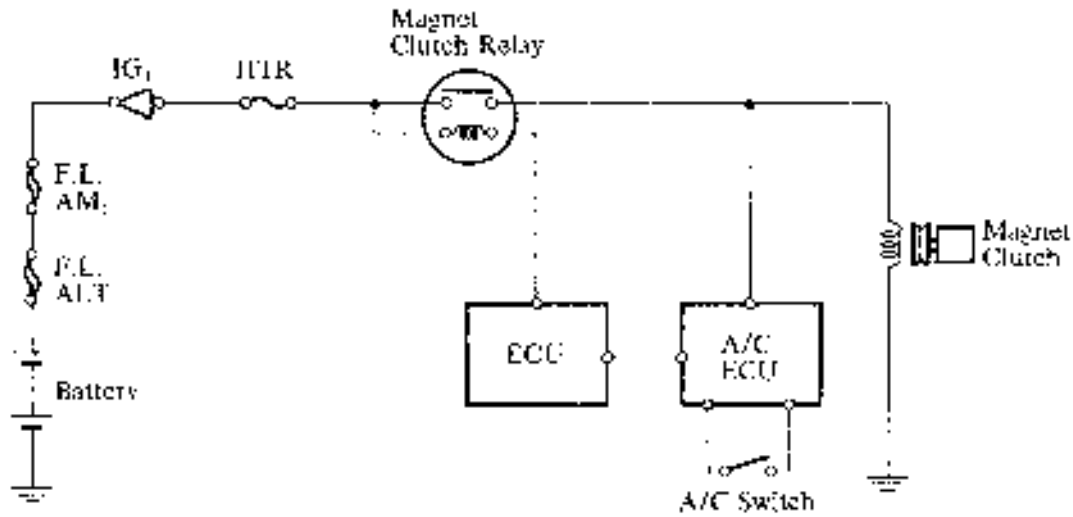 Magnet
Clutch Relay
IG₁
HTR
F.L.
AM₁
F.L.
ALT
Battery
ECU
A/C
ECU
A/C Switch
Magnet
Clutch